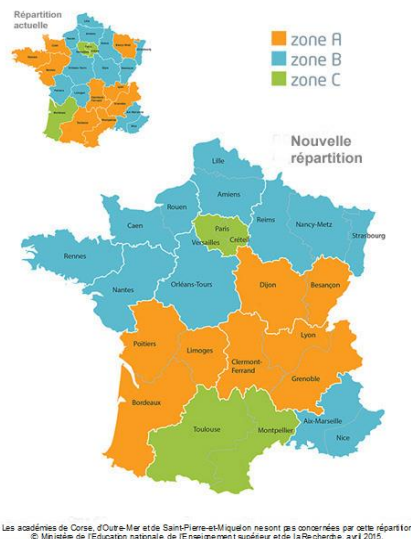 Répartition
actuelle
zone A
zone B
zone C
Nouvelle
répartition
Lille
Amiens
Rouen
Caen
Reims
Nancy-Metz
Strasbourg
Paris
Versailles
Créteil
Rennes
Nantes
Orléans-Tours
Dijon
Besançon
Poitiers
Limoges
Clermont-
Ferrand
Lyon
Grenoble
Bordeaux
Toulouse
Montpellier
Aix-Marseille
Nice
Les académies de Corse, d'Outre-Mer et de Saint-Pierre-et-Miquelon ne sont pas concernées par cette répartition
© Ministère de l'Education nationale, de l'Enseignement supérieur et de la Recherche, avril 2015.